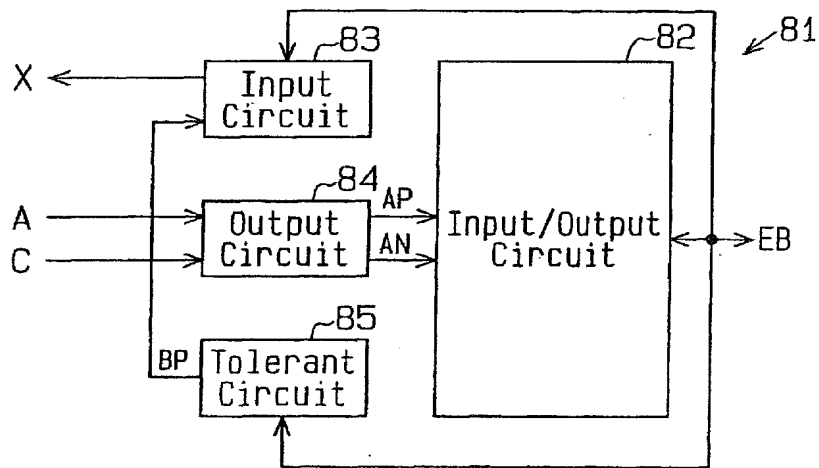 81
83
82
X
Input
Circuit
84
A
AP
Output
Circuit
Input/Output
Circuit
AN
EB
C
85
BP
Tolerant
Circuit